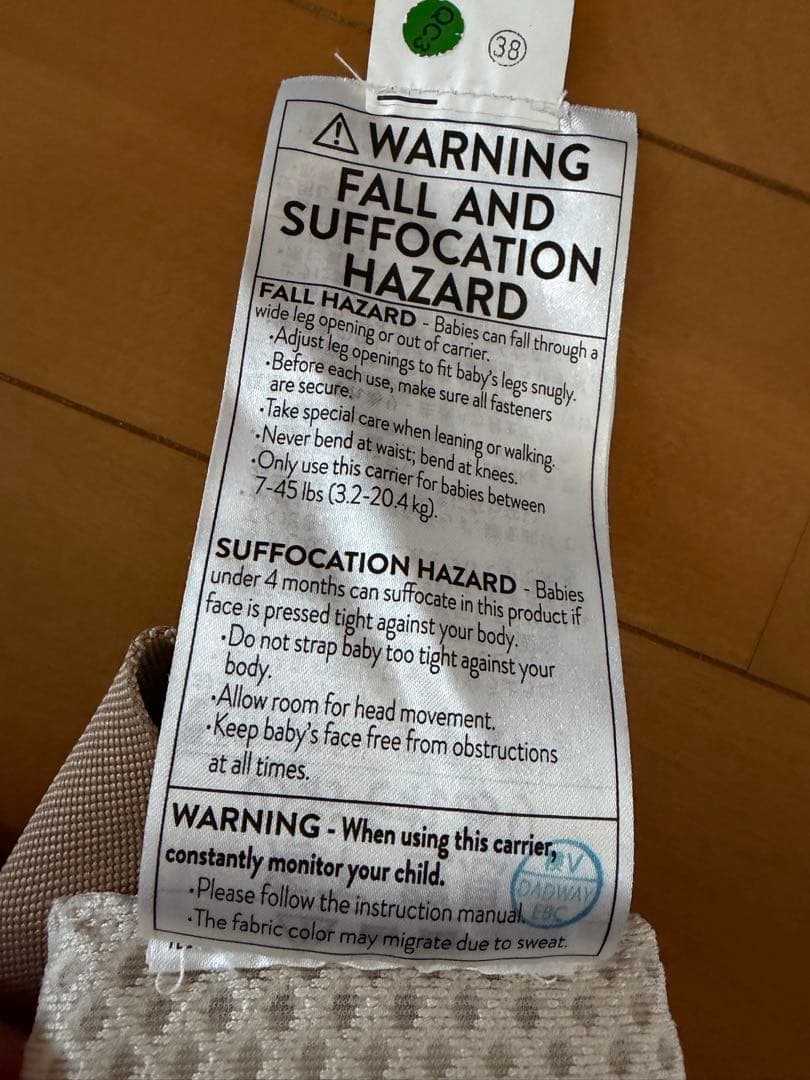 QC3
38
WARNING
FALL AND
SUFFOCATION
HAZARD
FALL HAZARD - Babies can fall through a
wide leg opening or out of carrier.
•Adjust leg openings to fit baby's legs snugly.
•Before each use, make sure all fasteners
are secure.
•Take special care when leaning or walking.
•Never bend at waist; bend at knees.
•Only use this carrier for babies between
7-45 lbs (3.2-20.4 kg).
SUFFOCATION HAZARD - Babies
under 4 months can suffocate in this product if
face is pressed tight against your body.
•Do not strap baby too tight against your
body.
•Allow room for head movement.
•Keep baby's face free from obstructions
at all times.
WARNING - When using this carrier,
constantly monitor your child.
•Please follow the instruction manual.
•The fabric color may migrate due to sweat.
DADWAY